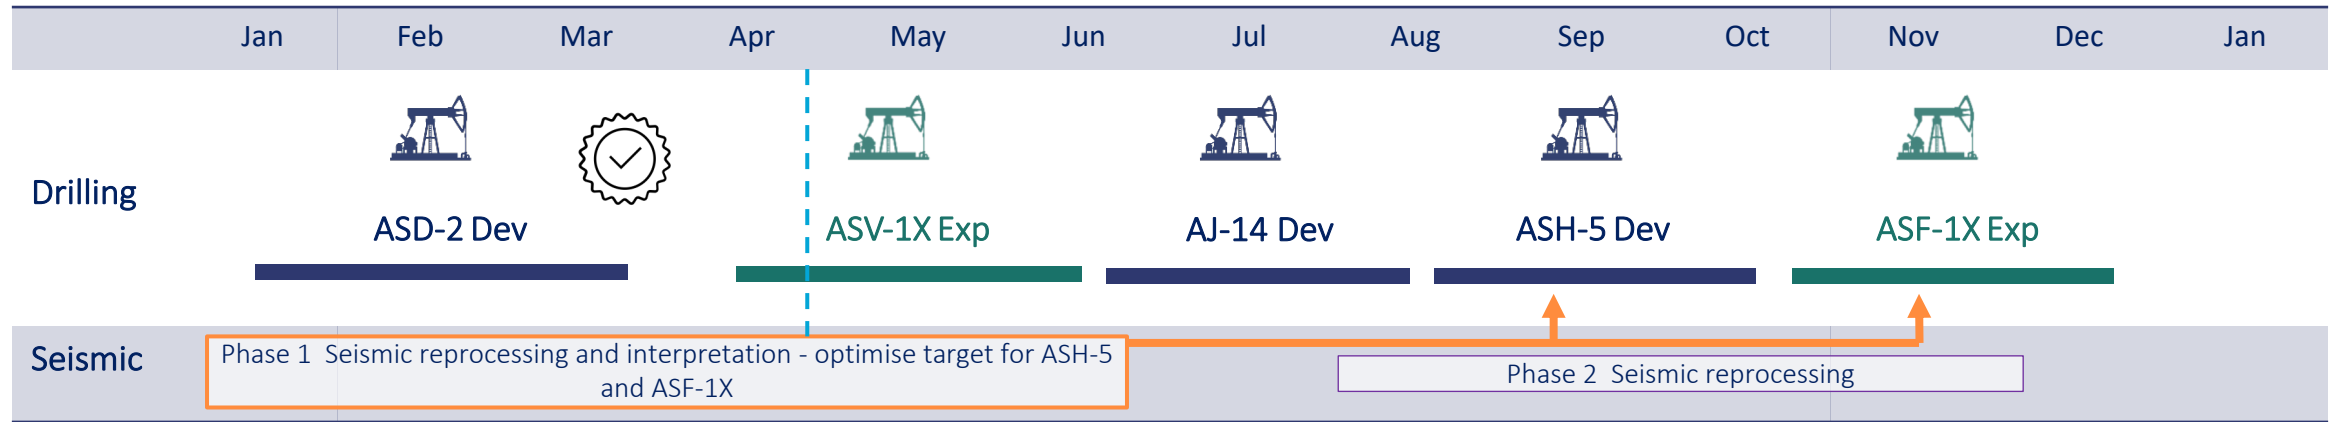 Jan Feb Mar Apr May Jun Jul Aug Sep Oct Nov Dec Jan
Drilling
ASD-2 Dev ASV-1X Exp AJ-14 Dev ASH-5 Dev ASF-1X Exp
Seismic
Phase 1 Seismic reprocessing and interpretation - optimise target for ASH-5
and ASF-1X
Phase 2 Seismic reprocessing